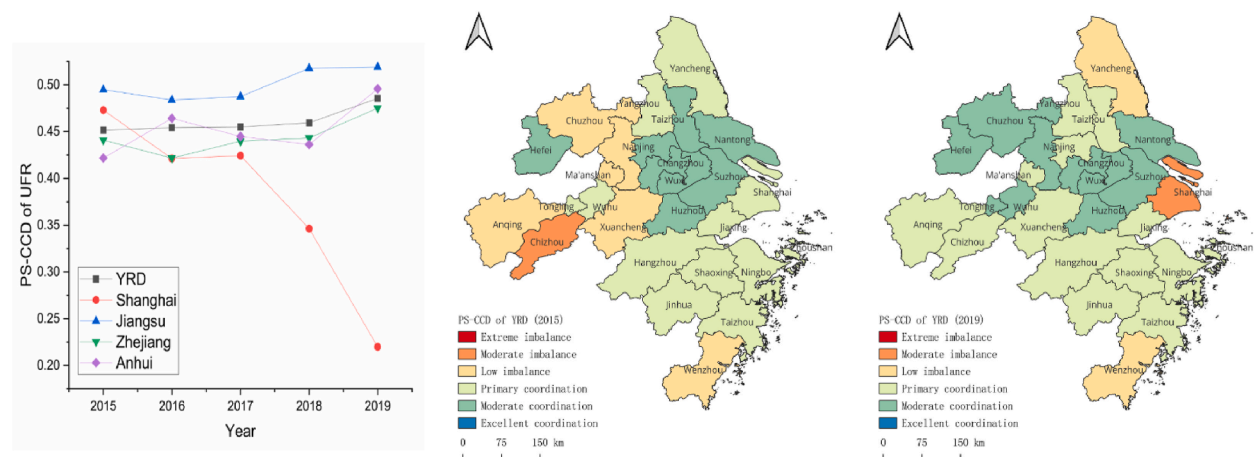 PS-CCD of UFR
0.50
0.45
0.40
0.35
0.30
0.25
0.20
YRD
Shanghai
Jiangsu
Zhejiang
Anhui
2015 2016 2017 2018 2019
Year
Yancheng
Yangzhou
Chuzhou
Taizhou
Hefei
Nanjing
Nantong
Changzhou
Ma'anshan
Wuxi
Suzhou
Shanghai
Tongling
Wuhu
Huzhou
Anqing
Xuancheng
Jiaxing
Chizhou
Zhoushan
Hangzhou
Shaoxing
Ningbo
Jinhua
Taizhou
Wenzhou
PS-CCD of YRD (2015)
Extreme imbalance
Moderate imbalance
Low imbalance
Primary coordination
Moderate coordination
Excellent coordination
0 75 150 km
Yancheng
Yangzhou
Chuzhou
Taizhou
Hefei
Nanjing
Nantong
Changzhou
Ma'anshan
Wuxi
Suzhou
Shanghai
Tongling
Wuhu
Huzhou
Anqing
Xuancheng
Jiaxing
Chizhou
Zhoushan
Hangzhou
Shaoxing
Ningbo
Jinhua
Taizhou
Wenzhou
PS-CCD of YRD (2019)
Extreme imbalance
Moderate imbalance
Low imbalance
Primary coordination
Moderate coordination
Excellent coordination
0 75 150 km